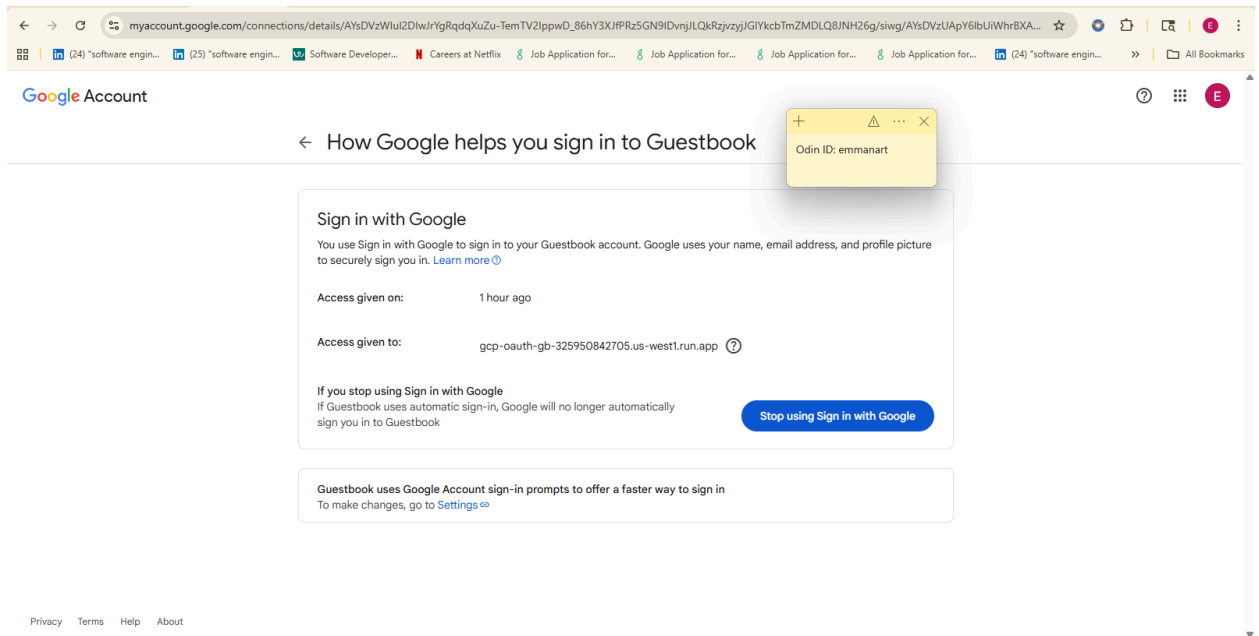 myaccount.google.com/connections/details/AYsDVzWIuI2DIwJrYgRqdqXuZu-TemTV2IppwD_86hY3XJfPRz5GN9IDvnjJLQkRzjvzyjJGlYkcbTmZMDLQ8JNH26g/siwg/AYsDVzUApY6IbUiWhrBXA...
E
(24) "software engin...
(25) "software engin...
Software Developer...
Careers at Netflix
Job Application for...
Job Application for...
Job Application for...
Job Application for...
(24) "software engin...
All Bookmarks
Google Account
E
How Google helps you sign in to Guestbook
Odin ID: emmanart
Sign in with Google
You use Sign in with Google to sign in to your Guestbook account. Google uses your name, email address, and profile picture
to securely sign you in. Learn more
Access given on: 1 hour ago
Access given to: gcp-oauth-gb-325950842705.us-west1.run.app
If you stop using Sign in with Google
If Guestbook uses automatic sign-in, Google will no longer automatically
sign you in to Guestbook
Stop using Sign in with Google
Guestbook uses Google Account sign-in prompts to offer a faster way to sign in
To make changes, go to Settings
Privacy Terms Help About